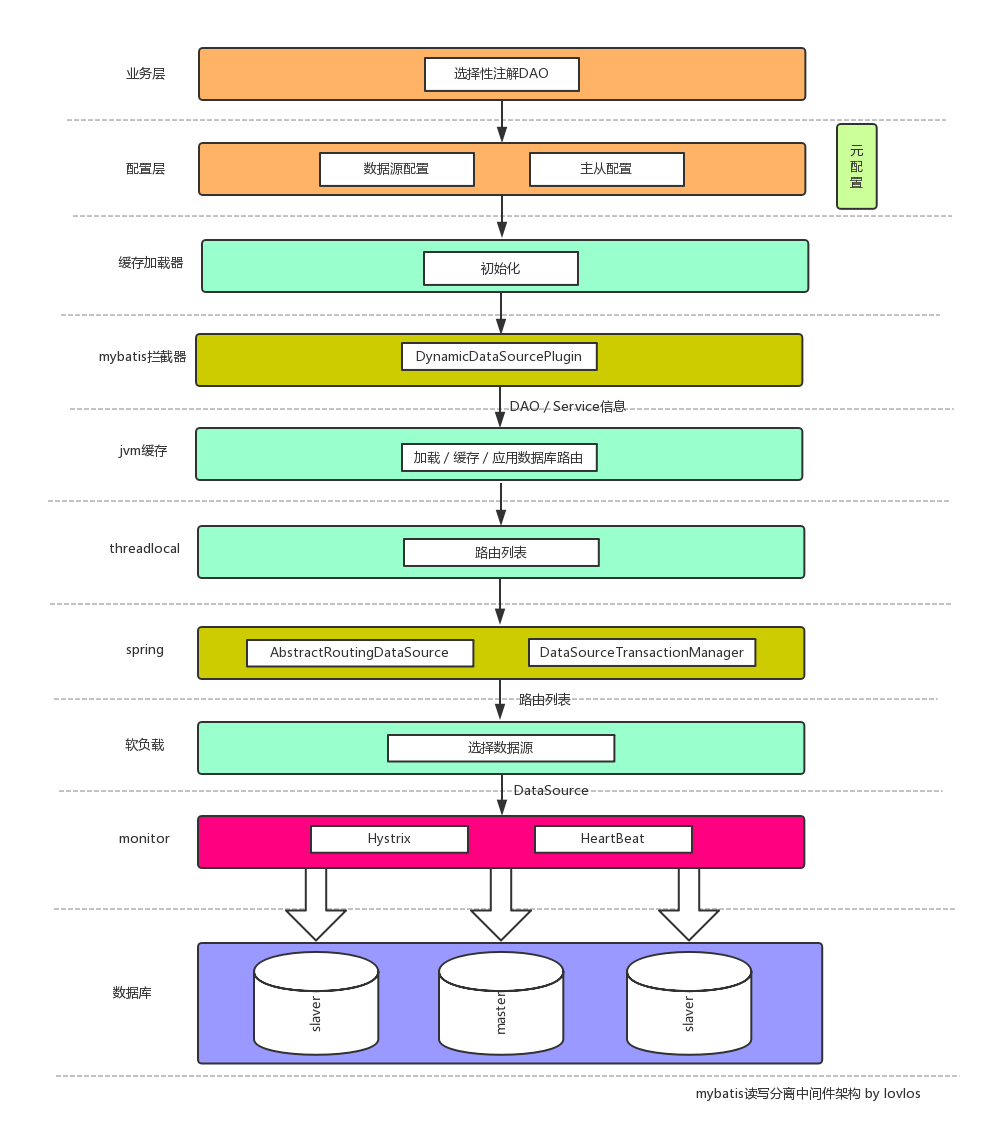 业务层
选择性注解DAO
配置层
数据源配置
主从配置
元
配
置
缓存加载器
初始化
mybatis拦截器
DynamicDataSourcePlugin
DAO / Service信息
jvm缓存
加载 / 缓存 / 应用数据库路由
threadlocal
路由列表
spring
AbstractRoutingDataSource
DataSourceTransactionManager
路由列表
软负载
选择数据源
DataSource
monitor
Hystrix
HeartBeat
数据库
slaver
master
slaver
mybatis读写分离中间件架构 by lovlos